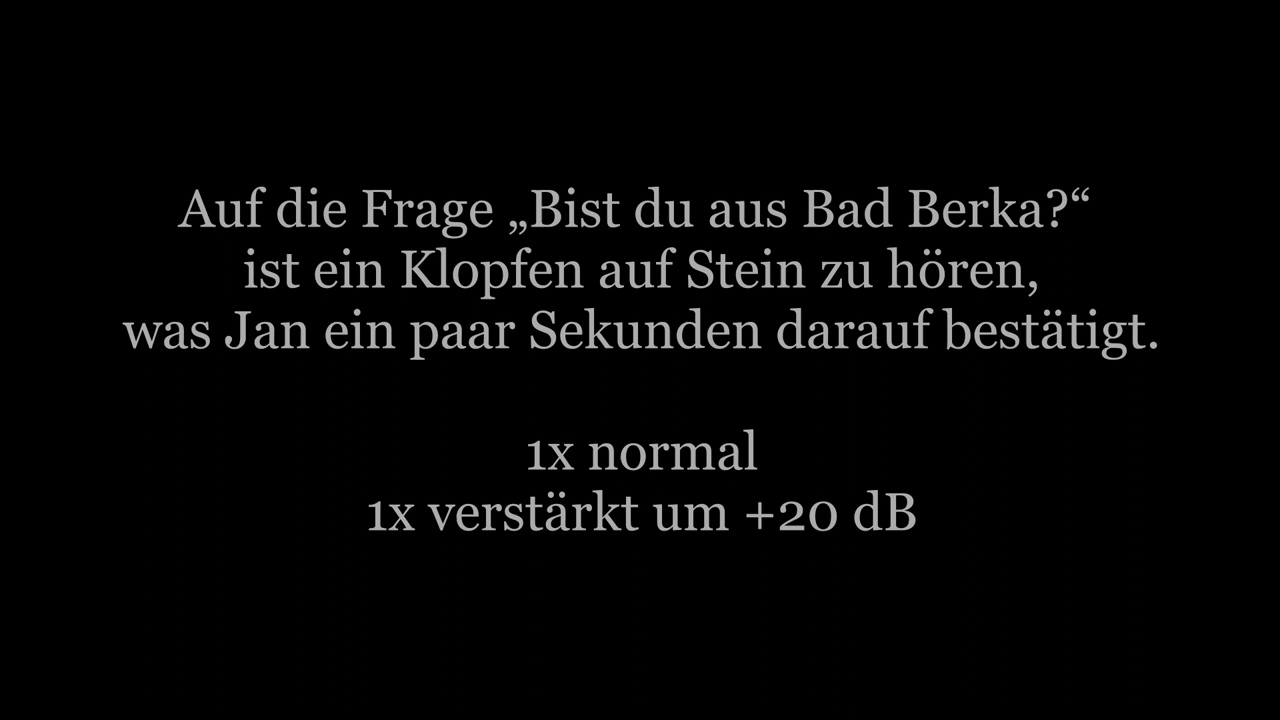 Auf die Frage „Bist du aus Bad Berka?“
ist ein Klopfen auf Stein zu hören,
was Jan ein paar Sekunden darauf bestätigt.
1x normal
1x verstärkt um +20 dB